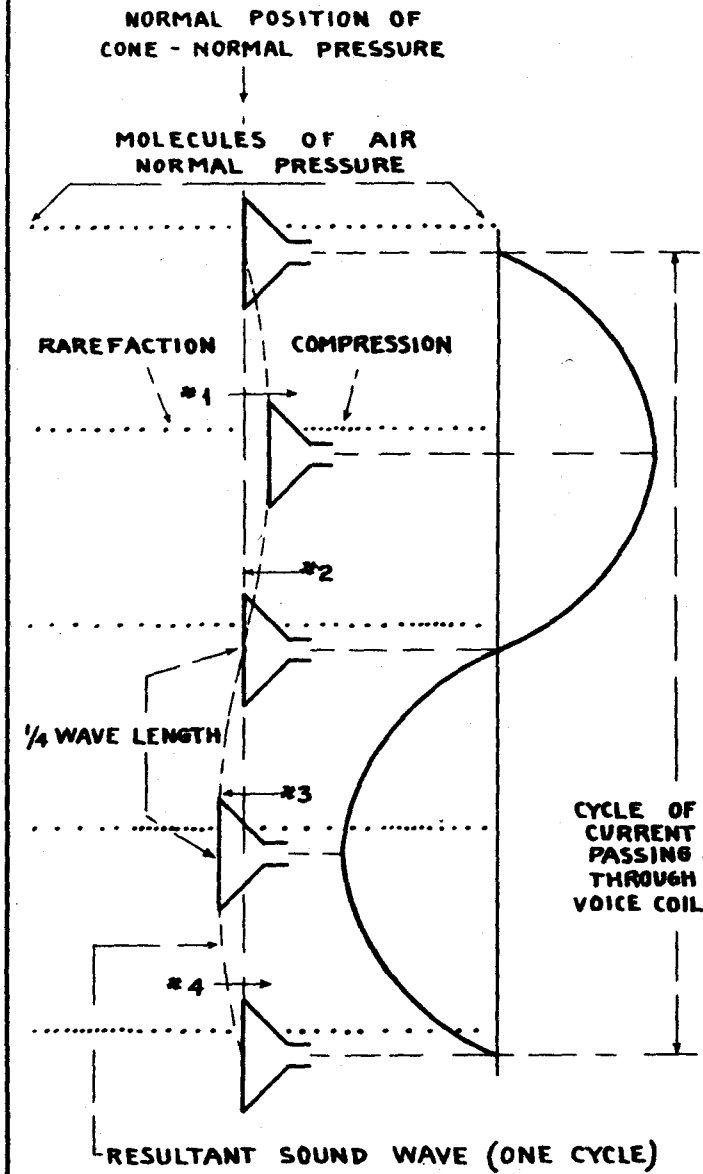 NORMAL POSITION OF
CONE - NORMAL PRESSURE
MOLECULES OF AIR
NORMAL PRESSURE
RAREFACTION
COMPRESSION
#1
#2
1/4 WAVE LENGTH
#3
CYCLE OF
CURRENT
PASSING
THROUGH
VOICE COIL
#4
RESULTANT SOUND WAVE (ONE CYCLE)